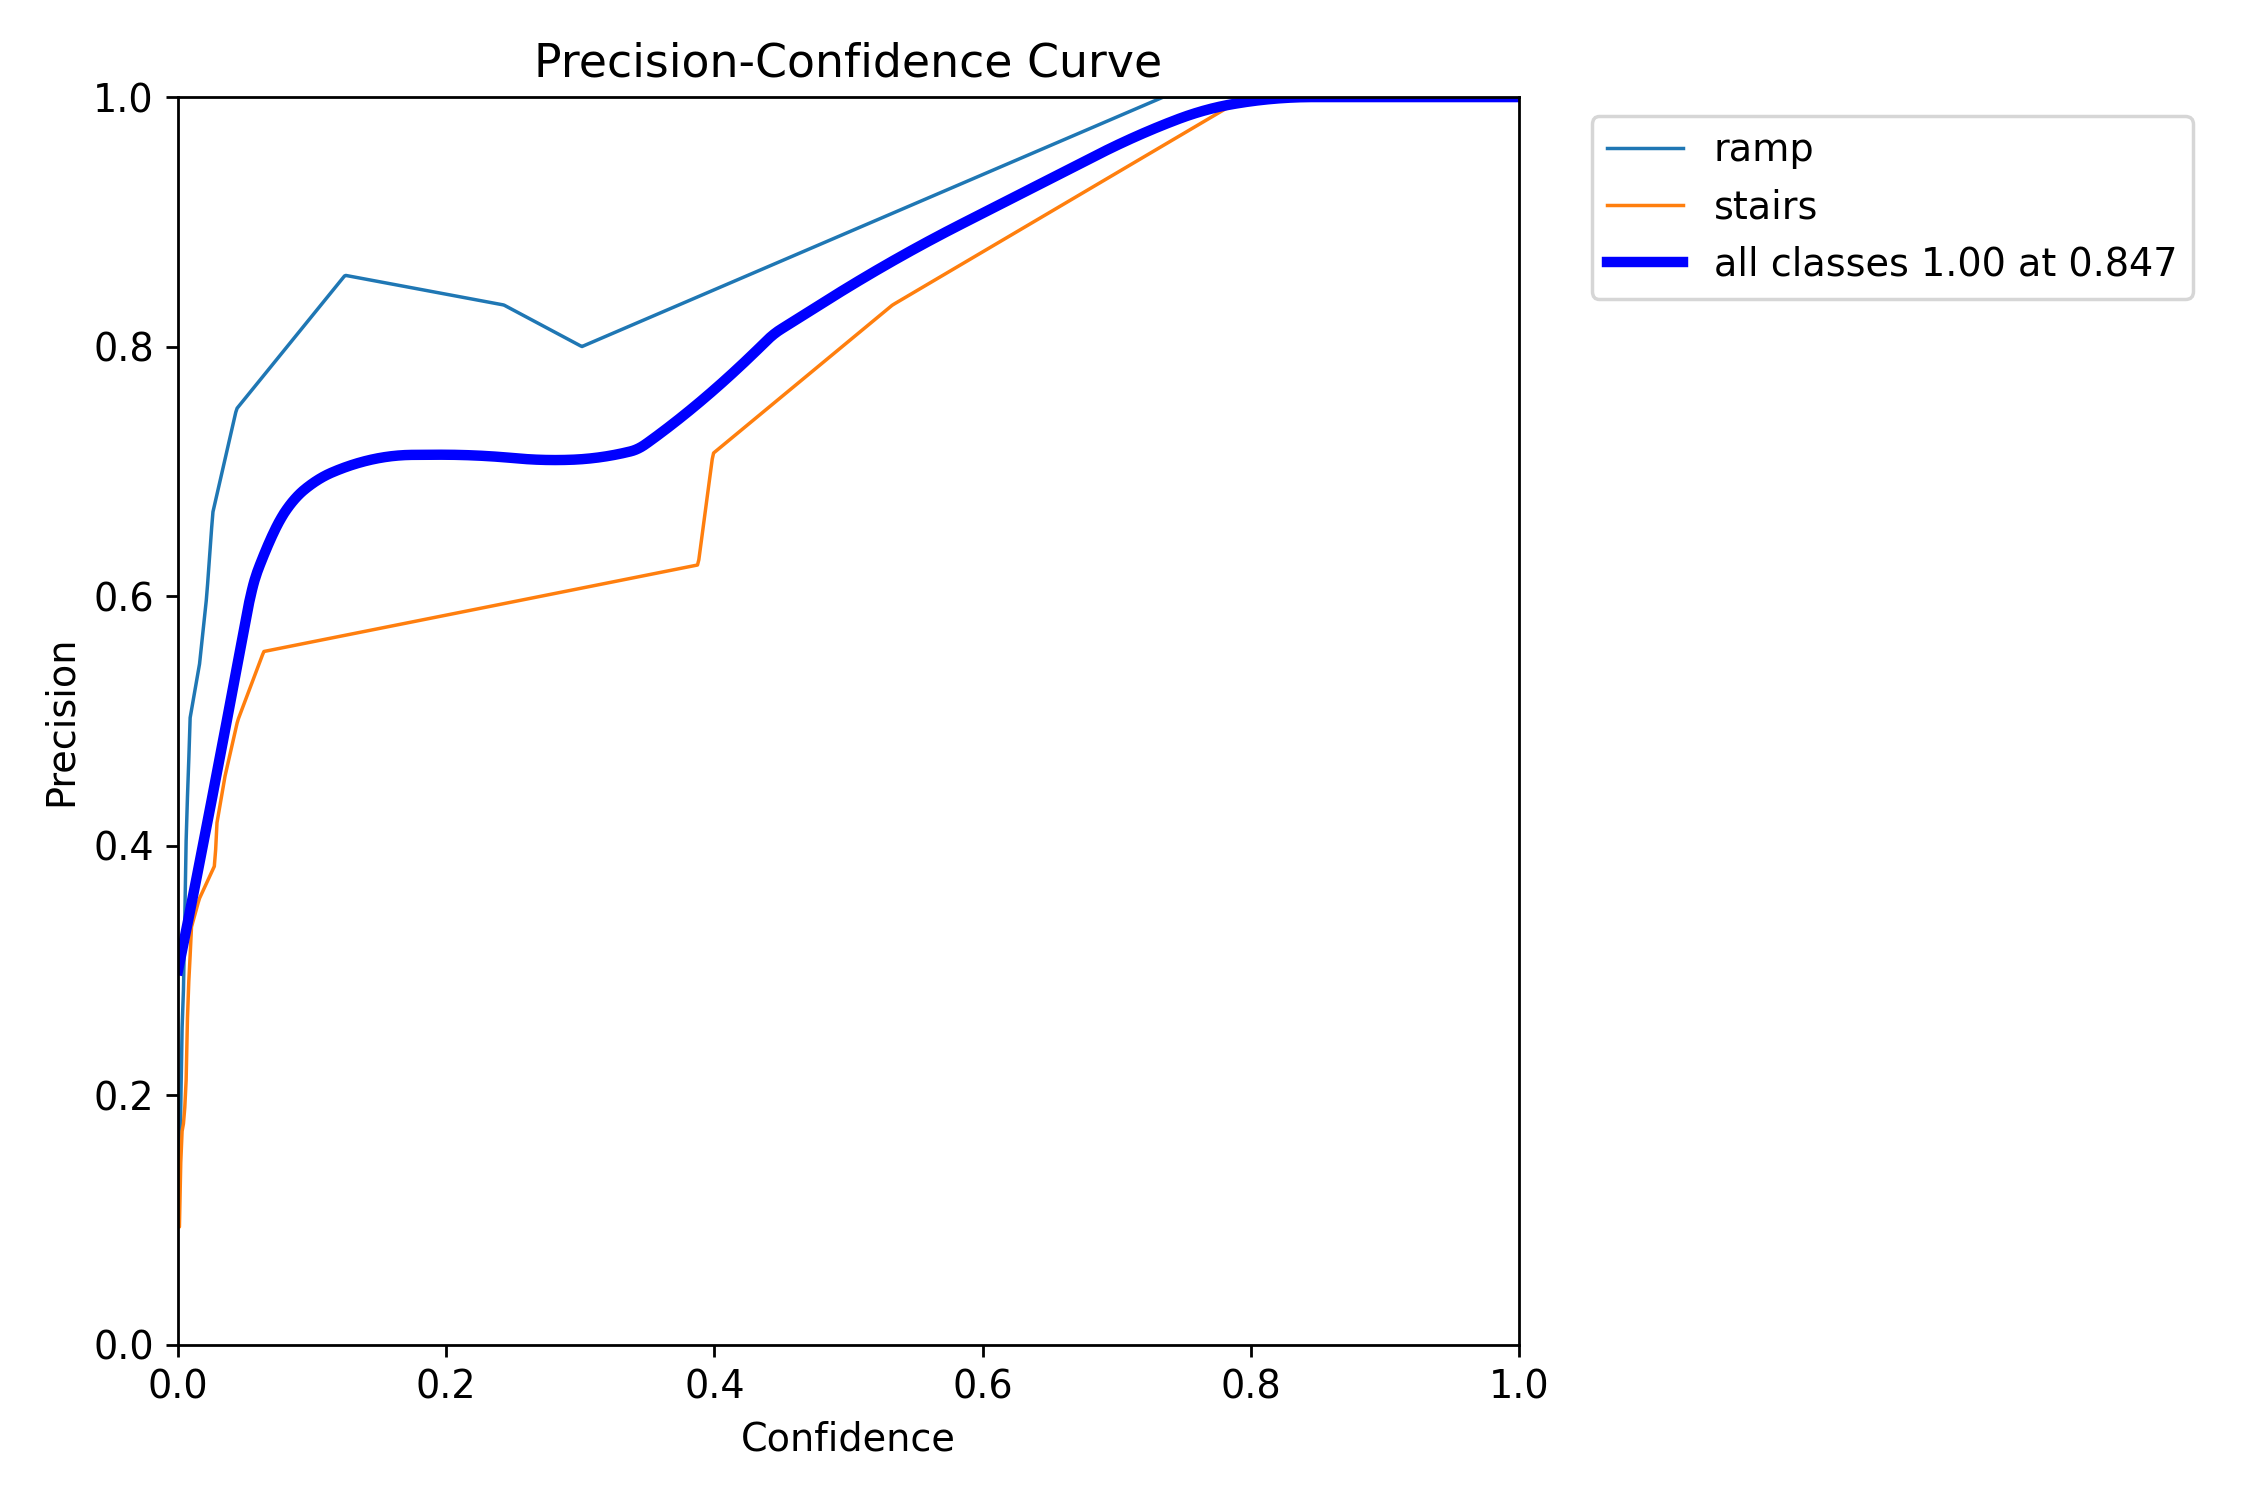 Precision-Confidence Curve
1.0
0.8
0.6
0.4
0.2
0.0
Precision
0.0 0.2 0.4 0.6 0.8 1.0
Confidence
ramp
stairs
all classes 1.00 at 0.847